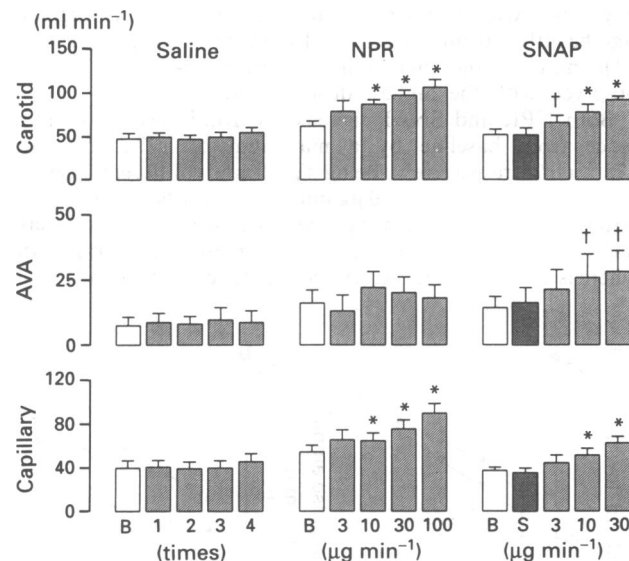 (ml min⁻¹)
Saline NPR SNAP
Carotid
150
100
50
0
* * *
† * *
AVA
50
25
0
† †
Capillary
120
80
40
0
* * *
* *
B 1 2 3 4 B 3 10 30 100 B S 3 10 30
(times) (μg min⁻¹) (μg min⁻¹)